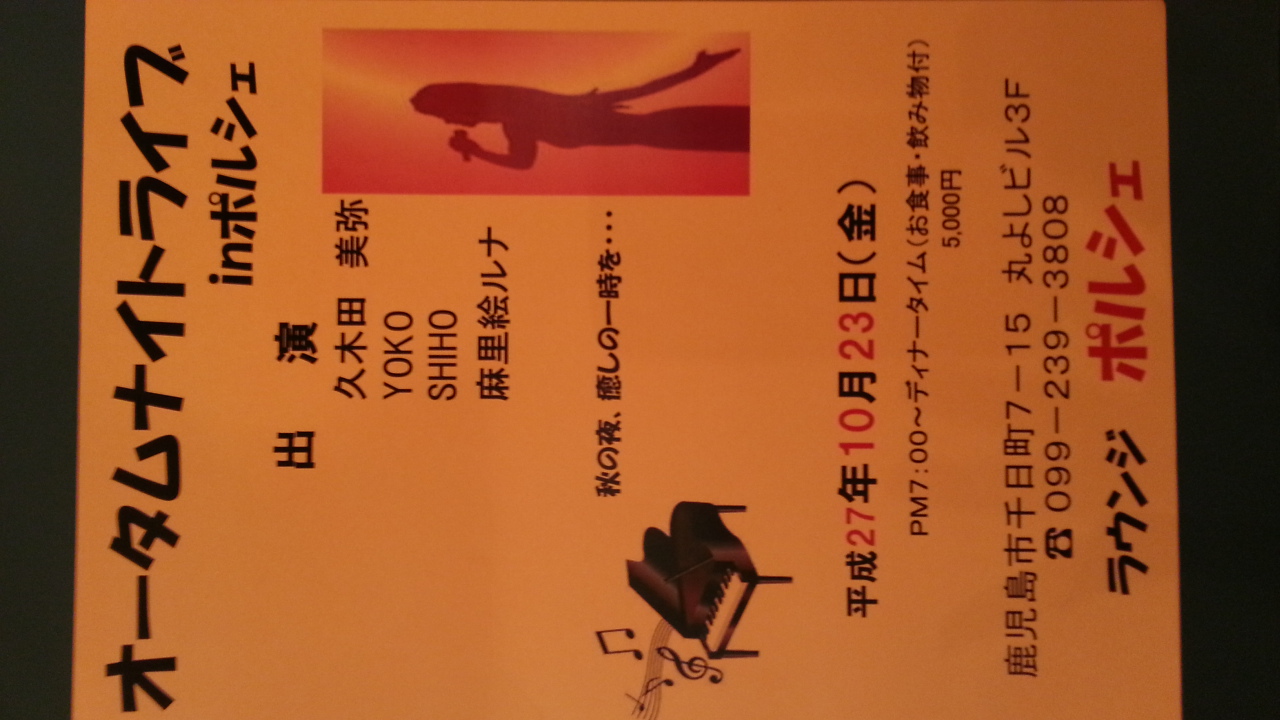 オータムナイトライブ
inポルシェ
出 演
久木田 美弥
YOKO
SHIHO
麻里絵ルナ
秋の夜、癒しの一時を･･･
平成27年10月23日(金)
PM7:00～ディナータイム(お食事・飲み物付)
5,000円
鹿児島市千日町7－15 丸よしビル3F
☎099－239－3808
ラウンジ ポルシェ